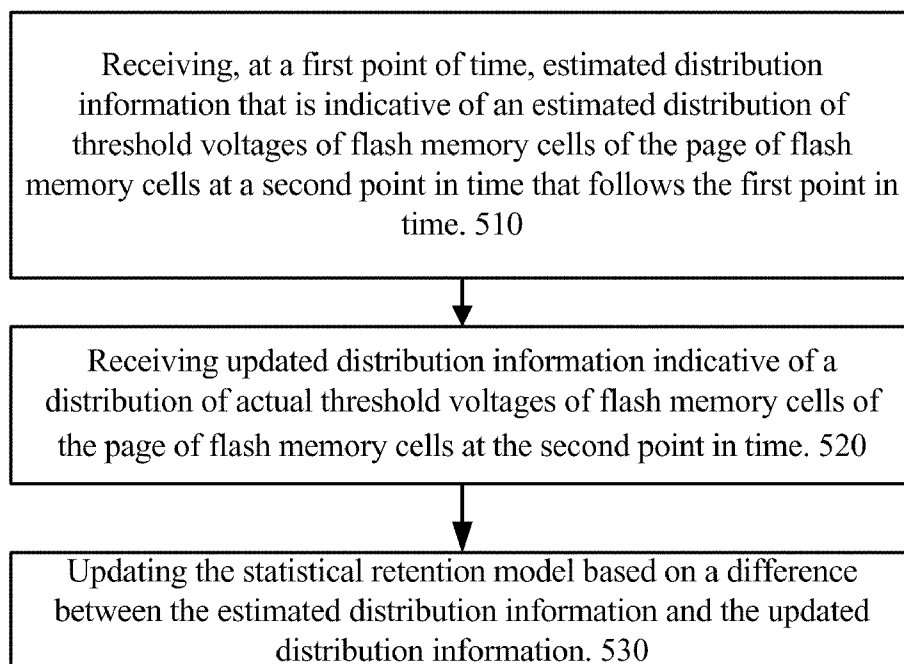 Receiving, at a first point of time, estimated distribution
information that is indicative of an estimated distribution of
threshold voltages of flash memory cells of the page of flash
memory cells at a second point in time that follows the first point in
time. 510
Receiving updated distribution information indicative of a
distribution of actual threshold voltages of flash memory cells of
the page of flash memory cells at the second point in time. 520
Updating the statistical retention model based on a difference
between the estimated distribution information and the updated
distribution information. 530